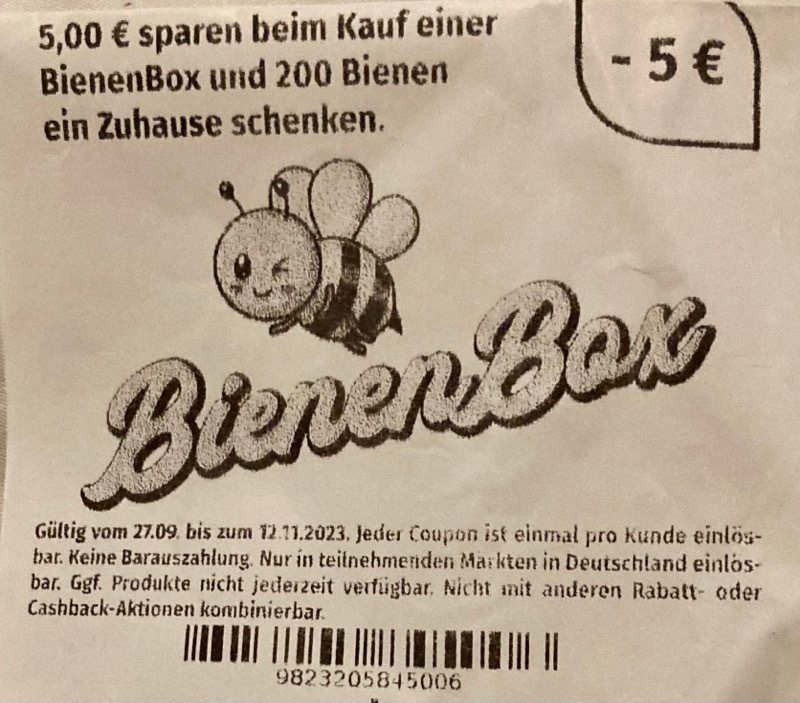 5,00 € sparen beim Kauf einer
BienenBox und 200 Bienen
ein Zuhause schenken.
- 5 €
BienenBox
Gültig vom 27.09. bis zum 12.11.2023. Jeder Coupon ist einmal pro Kunde einlös-
bar. Keine Barauszahlung. Nur in teilnehmenden Märkten in Deutschland einlös-
bar. Ggf. Produkte nicht jederzeit verfügbar. Nicht mit anderen Rabatt- oder
Cashback-Aktionen kombinierbar.
9823205845006